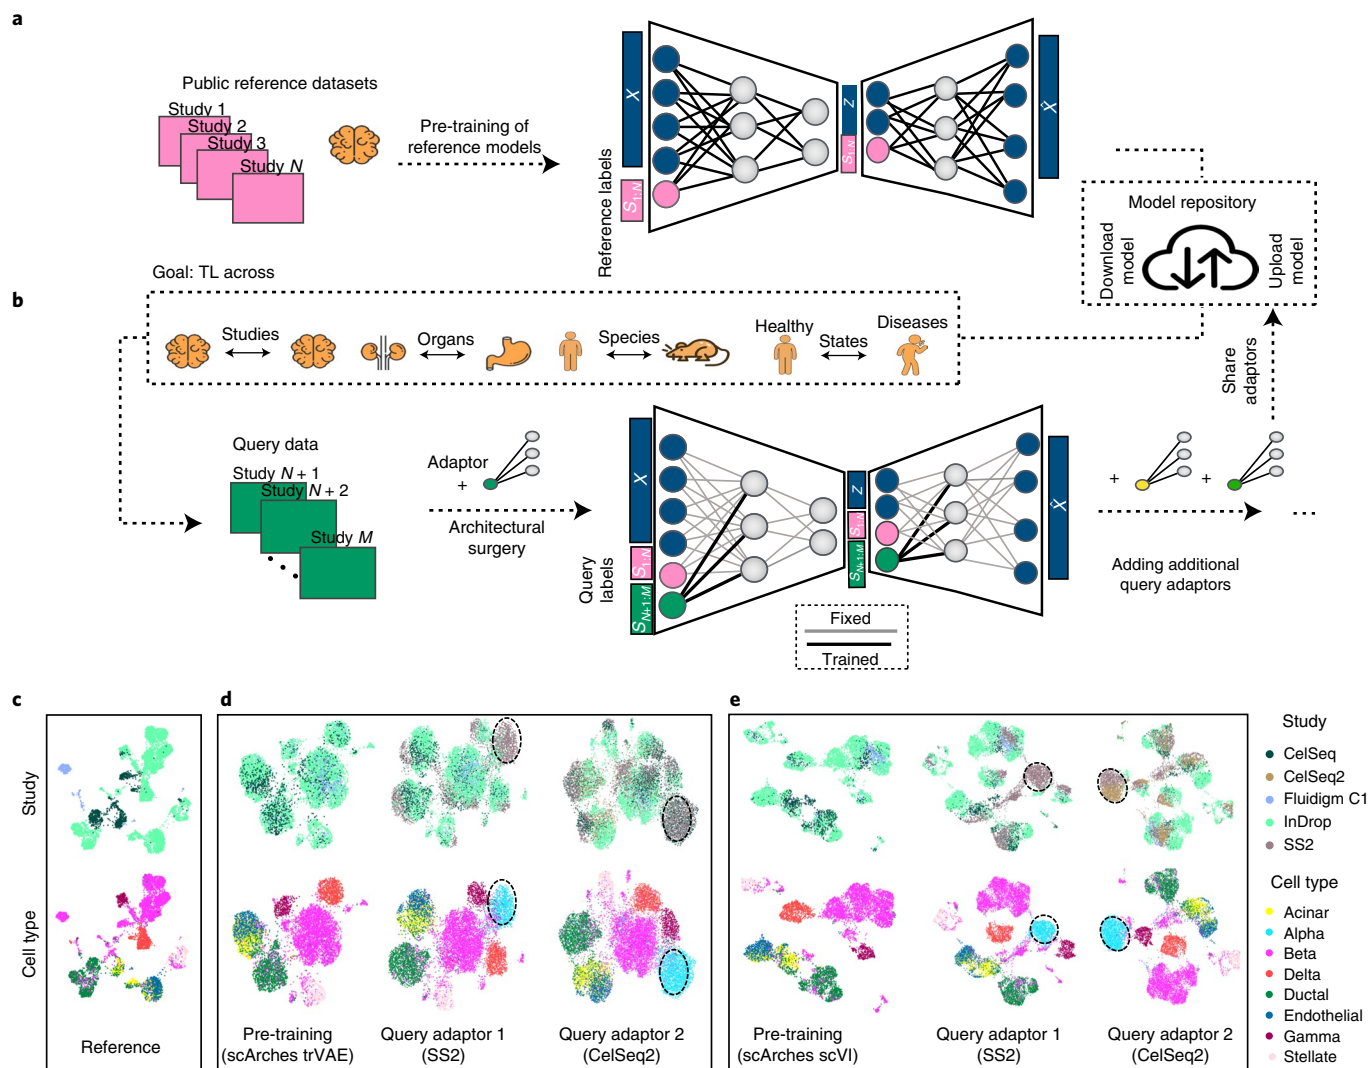 a
Public reference datasets
Study 1
Study 2
Study 3
Study N
Pre-training of
reference models
X
S1:N
Reference labels
Z
S1:N
X̂
Model repository
Download
model
Upload
model
Goal: TL across
b
Studies
Organs
Species
Healthy
States
Diseases
Share
adaptors
Query data
Study N + 1
Study N + 2
Study M
Adaptor
+
Architectural
surgery
X
S1:N
SN+1:M
Query
labels
Z
S1:N
SN+1:M
X̂
+
+
Adding additional
query adaptors
...
Fixed
Trained
c
d
e
Study
Cell type
Reference
Pre-training
(scArches trVAE)
Query adaptor 1
(SS2)
Query adaptor 2
(CelSeq2)
Pre-training
(scArches scVI)
Query adaptor 1
(SS2)
Query adaptor 2
(CelSeq2)
Study
CelSeq
CelSeq2
Fluidigm C1
InDrop
SS2
Cell type
Acinar
Alpha
Beta
Delta
Ductal
Endothelial
Gamma
Stellate